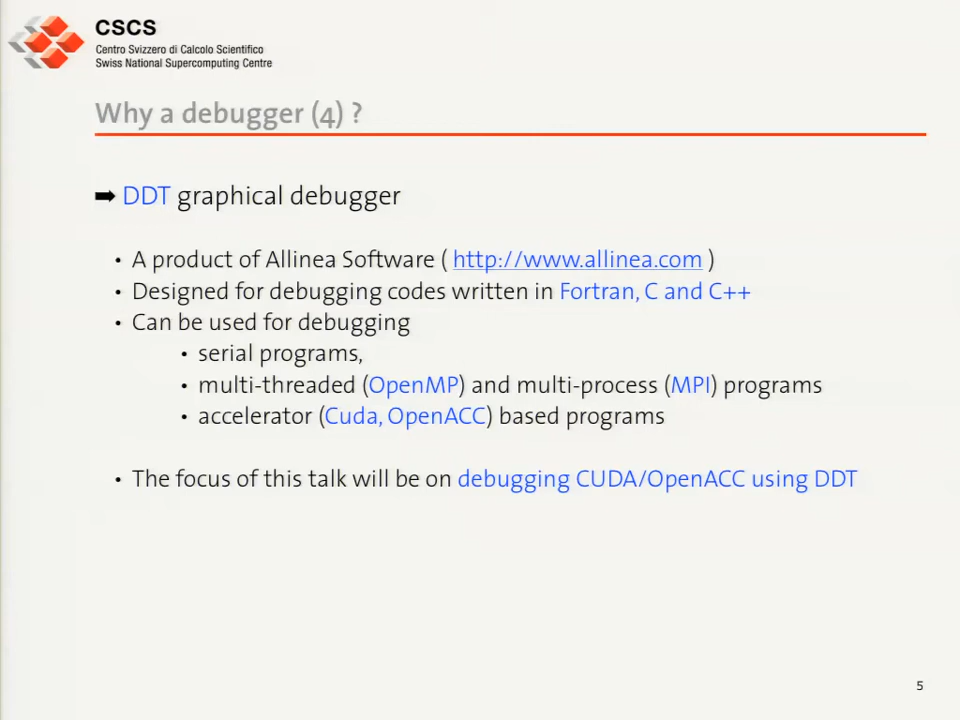 CSCS
Centro Svizzero di Calcolo Scientifico
Swiss National Supercomputing Centre
Why a debugger (4) ?
➡ DDT graphical debugger
• A product of Allinea Software ( http://www.allinea.com )
• Designed for debugging codes written in Fortran, C and C++
• Can be used for debugging
• serial programs,
• multi-threaded (OpenMP) and multi-process (MPI) programs
• accelerator (Cuda, OpenACC) based programs
• The focus of this talk will be on debugging CUDA/OpenACC using DDT
5